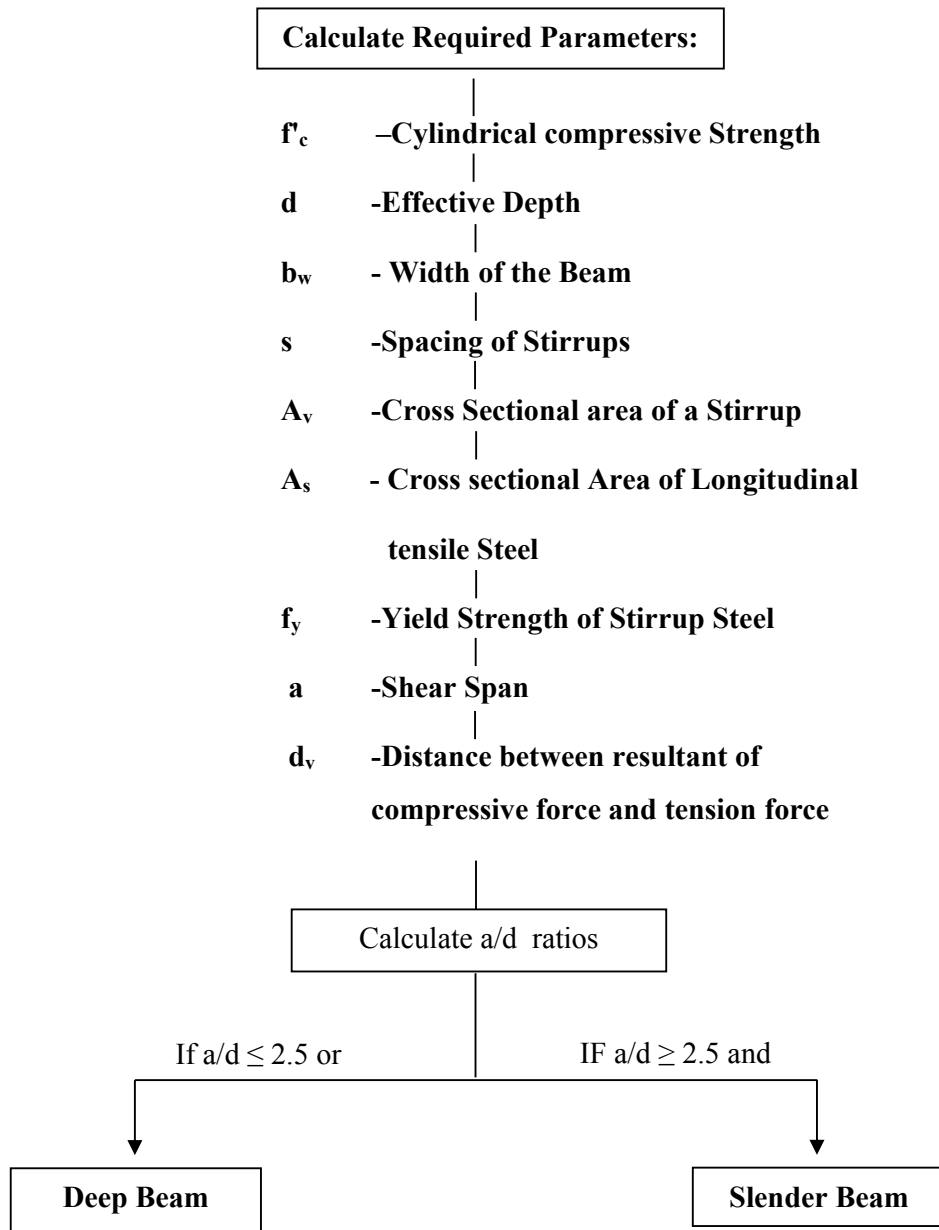 Calculate Required Parameters:
f'c –Cylindrical compressive Strength
d -Effective Depth
bw - Width of the Beam
s -Spacing of Stirrups
Av -Cross Sectional area of a Stirrup
As - Cross sectional Area of Longitudinal
tensile Steel
fy -Yield Strength of Stirrup Steel
a -Shear Span
dv -Distance between resultant of
compressive force and tension force
Calculate a/d ratios
If a/d ≤ 2.5 or
IF a/d ≥ 2.5 and
Deep Beam
Slender Beam